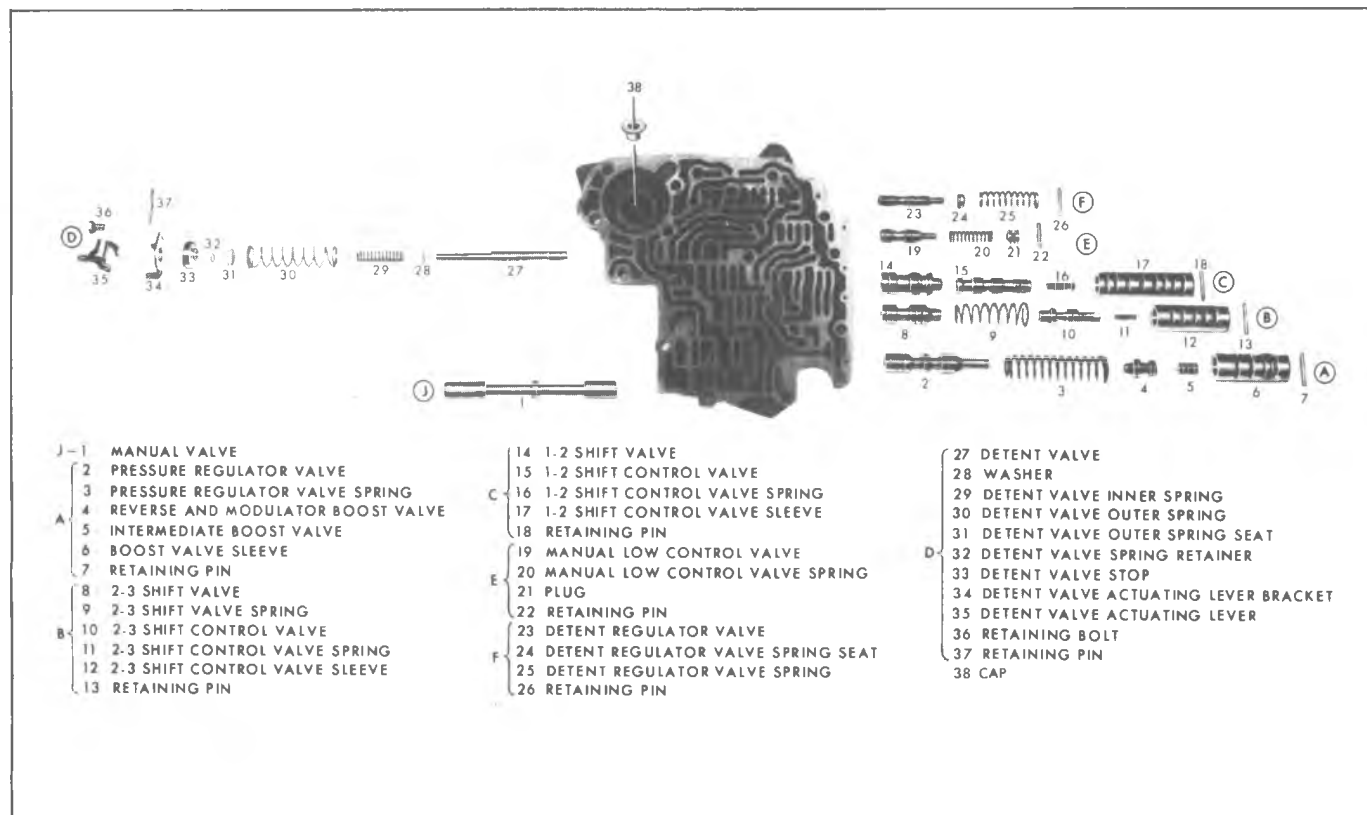 38
37
36
D
35
34
33
32
31
30
29
28
27
23
24
25
26
F
19
20
21
22
E
14
15
16
17
18
C
8
9
10
11
12
13
B
2
3
4
5
6
7
A
J
1
J-1 MANUAL VALVE
A
2 PRESSURE REGULATOR VALVE
3 PRESSURE REGULATOR VALVE SPRING
4 REVERSE AND MODULATOR BOOST VALVE
5 INTERMEDIATE BOOST VALVE
6 BOOST VALVE SLEEVE
7 RETAINING PIN
B
8 2-3 SHIFT VALVE
9 2-3 SHIFT VALVE SPRING
10 2-3 SHIFT CONTROL VALVE
11 2-3 SHIFT CONTROL VALVE SPRING
12 2-3 SHIFT CONTROL VALVE SLEEVE
13 RETAINING PIN
C
14 1-2 SHIFT VALVE
15 1-2 SHIFT CONTROL VALVE
16 1-2 SHIFT CONTROL VALVE SPRING
17 1-2 SHIFT CONTROL VALVE SLEEVE
18 RETAINING PIN
E
19 MANUAL LOW CONTROL VALVE
20 MANUAL LOW CONTROL VALVE SPRING
21 PLUG
22 RETAINING PIN
F
23 DETENT REGULATOR VALVE
24 DETENT REGULATOR VALVE SPRING SEAT
25 DETENT REGULATOR VALVE SPRING
26 RETAINING PIN
D
27 DETENT VALVE
28 WASHER
29 DETENT VALVE INNER SPRING
30 DETENT VALVE OUTER SPRING
31 DETENT VALVE OUTER SPRING SEAT
32 DETENT VALVE SPRING RETAINER
33 DETENT VALVE STOP
34 DETENT VALVE ACTUATING LEVER BRACKET
35 DETENT VALVE ACTUATING LEVER
36 RETAINING BOLT
37 RETAINING PIN
38 CAP